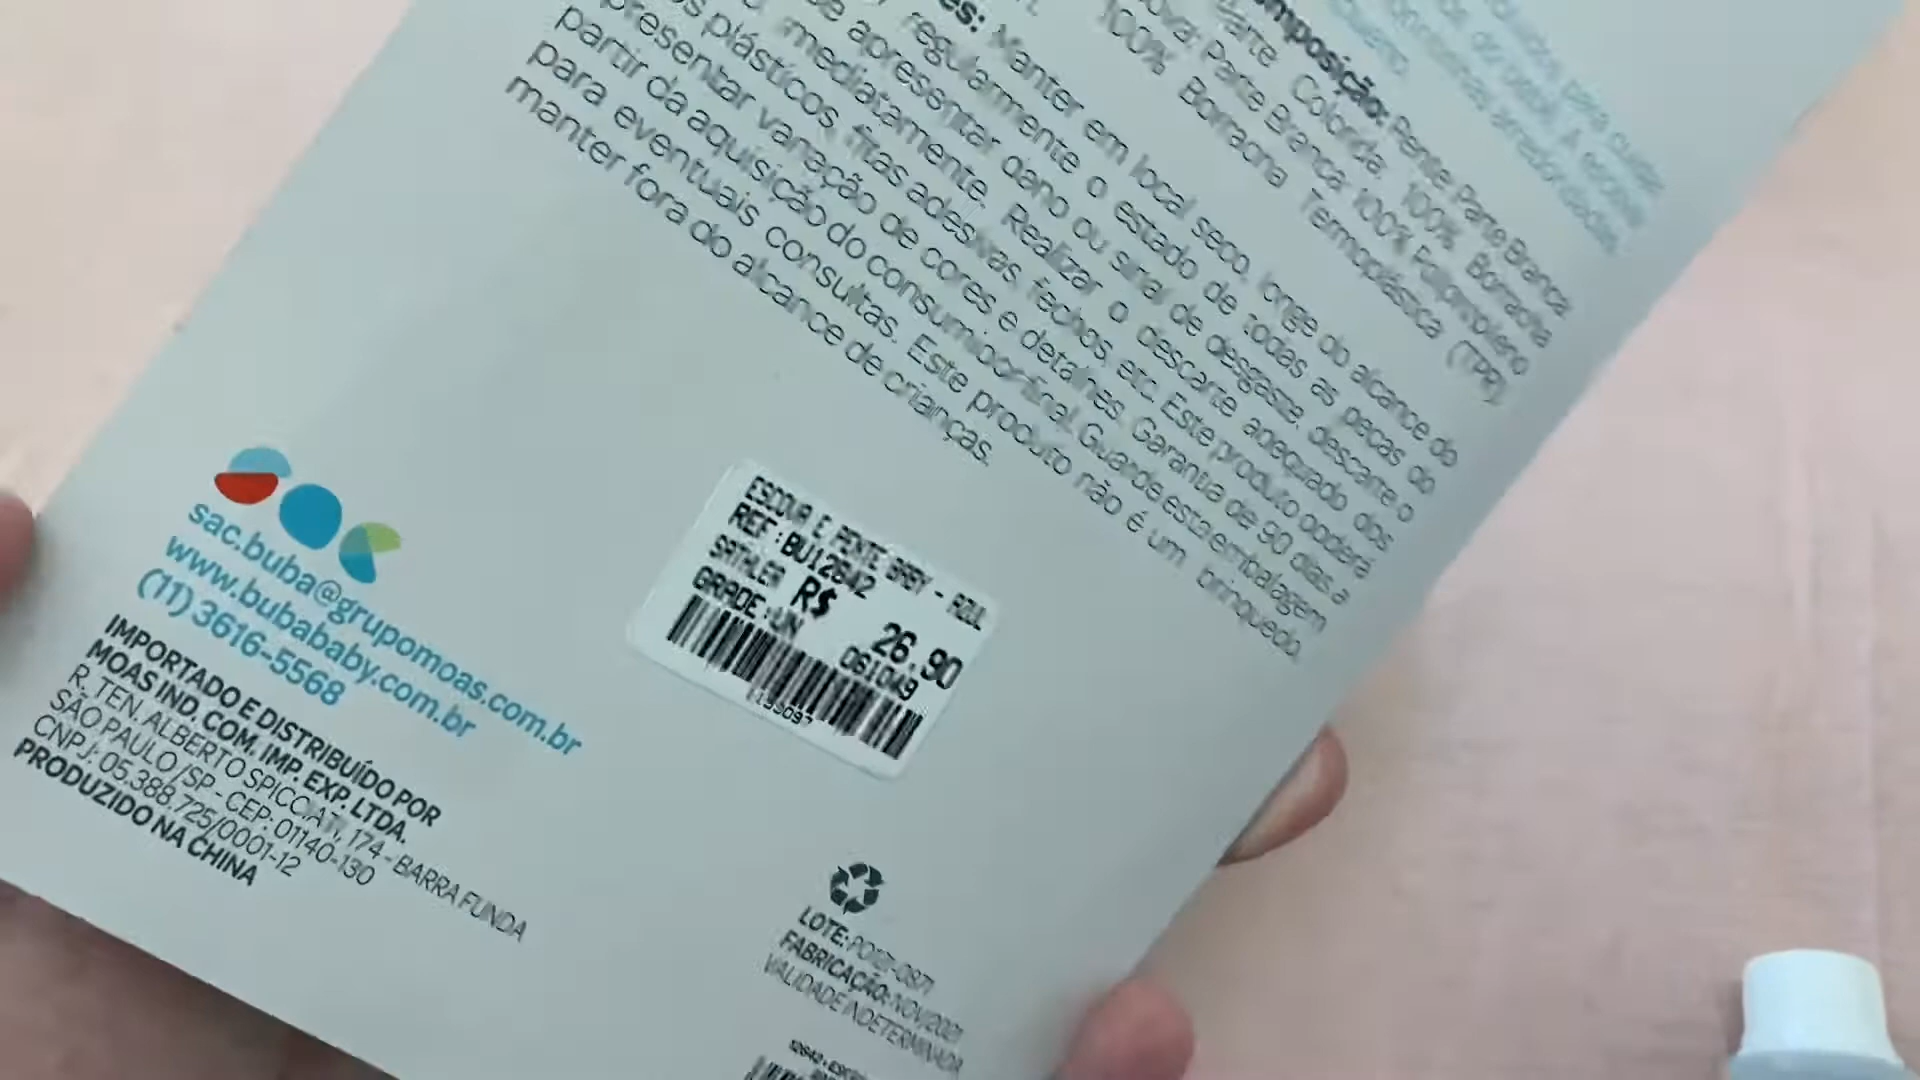 Composição: Pente Parte Branca
Parte Colorida, 100% Borracha
Parte Branca 100% Polipropileno
100% Borracha Termoplástica (TPR).
Manter em local seco, longe do alcance do
regularmente o estado de todas as peças do
apresentar dano ou sinal de desgaste, descarte o
imediatamente. Realizar o descarte adequado dos
plásticos, fitas adesivas, fechos, etc. Este produto poderá
apresentar variação de cores e detalhes. Garantia de 90 dias a
partir da aquisição do consumidor final. Guarde esta embalagem
para eventuais consultas. Este produto não é um brinquedo,
manter fora do alcance de crianças.
ESCOVA E PENTE BABY - AZUL
REF:BU12642
SATHLER R$ 26.90
GRADE:UN 061049
sac
sac.buba@grupomoas.com.br
www.bubababy.com.br
(11) 3616-5568
IMPORTADO E DISTRIBUÍDO POR
MOAS IND. COM. IMP. EXP. LTDA.
R. TEN. ALBERTO SPICCIATI, 174 - BARRA FUNDA
SÃO PAULO /SP - CEP: 01140-130
CNPJ: 05.388.725/0001-12
PRODUZIDO NA CHINA
LOTE:
FABRICAÇÃO: NOV/2021
VALIDADE INDETERMINADA